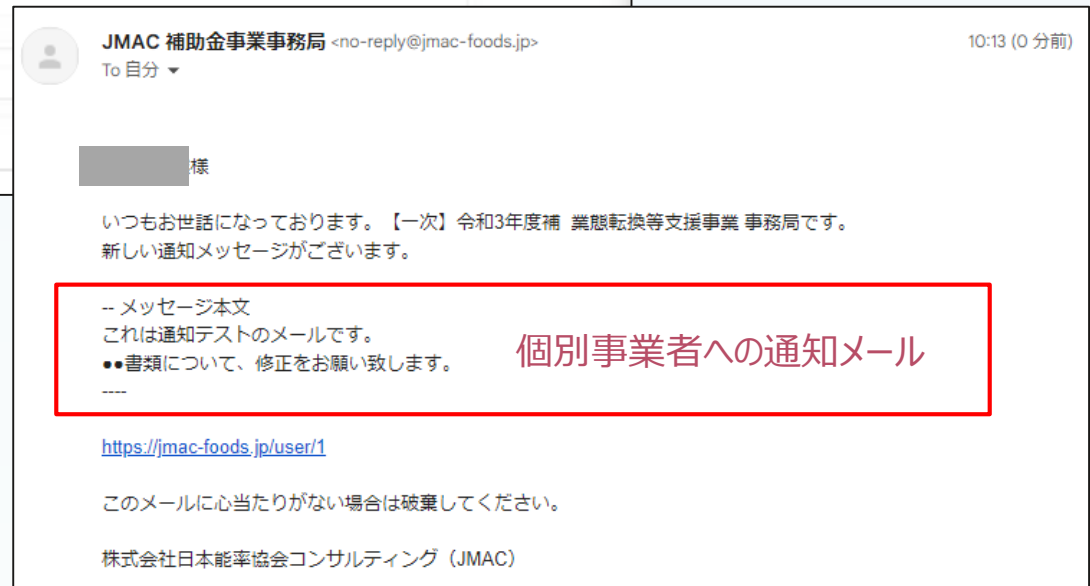 JMAC 補助金事業事務局 <no-reply@jmac-foods.jp>
10:13 (0 分前)
To 自分
様
いつもお世話になっております。【一次】令和3年度補 業態転換等支援事業 事務局です。
新しい通知メッセージがございます。
-- メッセージ本文
これは通知テストのメールです。
●●書類について、修正をお願い致します。
----
個別事業者への通知メール
https://jmac-foods.jp/user/1
このメールに心当たりがない場合は破棄してください。
株式会社日本能率協会コンサルティング（JMAC）